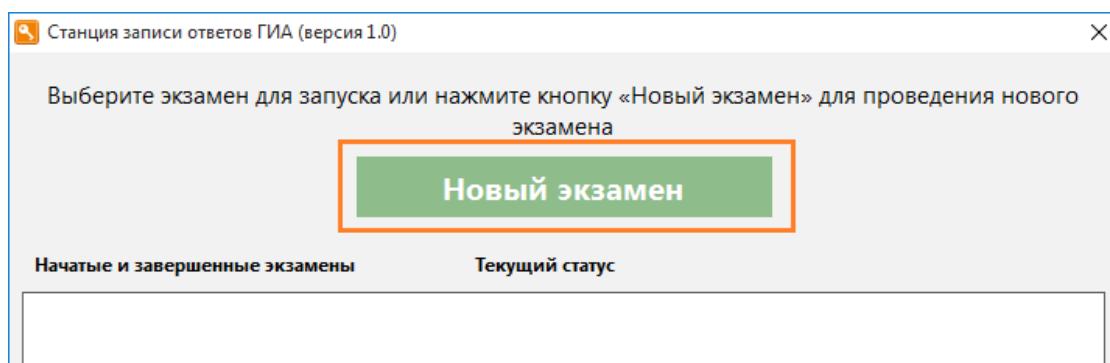 Станция записи ответов ГИА (версия 1.0)
Выберите экзамен для запуска или нажмите кнопку «Новый экзамен» для проведения нового
экзамена
Новый экзамен
Начатые и завершенные экзамены Текущий статус